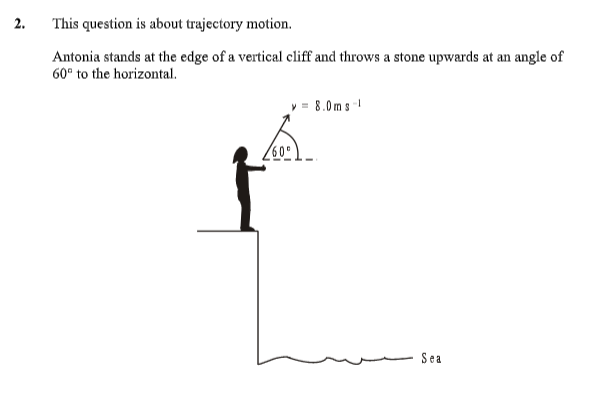 2. This question is about trajectory motion.
Antonia stands at the edge of a vertical cliff and throws a stone upwards at an angle of
60° to the horizontal.
v = 8.0 m s⁻¹
60°
Sea